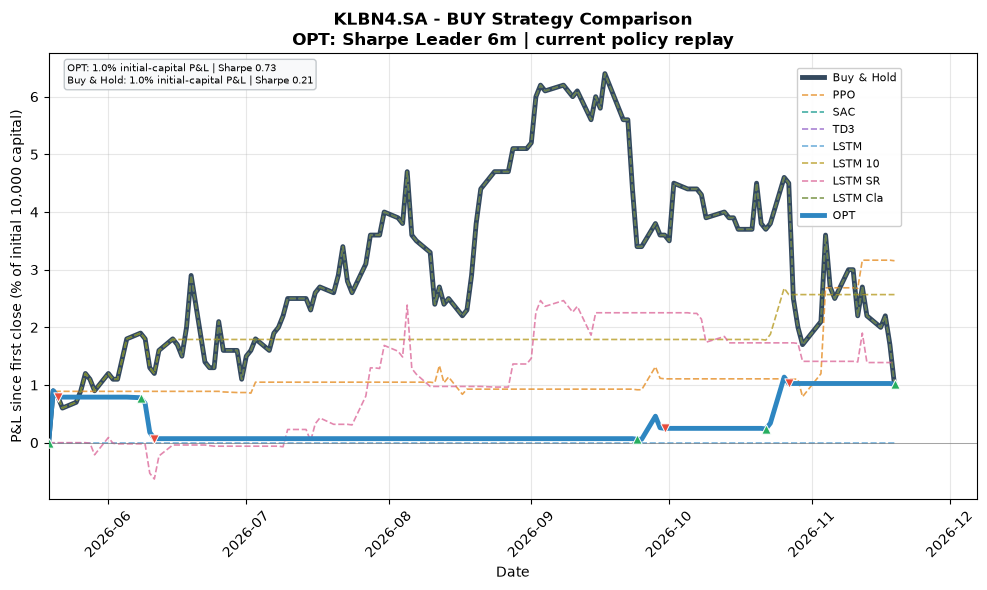 KLBN4.SA - BUY Strategy Comparison
OPT: Sharpe Leader 6m | current policy replay
OPT: 1.0% initial-capital P&L | Sharpe 0.73
Buy & Hold: 1.0% initial-capital P&L | Sharpe 0.21
Buy & Hold
PPO
SAC
TD3
LSTM
LSTM 10
LSTM SR
LSTM Cla
OPT
P&L since first close (% of initial 10,000 capital)
6
5
4
3
2
1
0
2026-06
2026-07
2026-08
2026-09
2026-10
2026-11
2026-12
Date